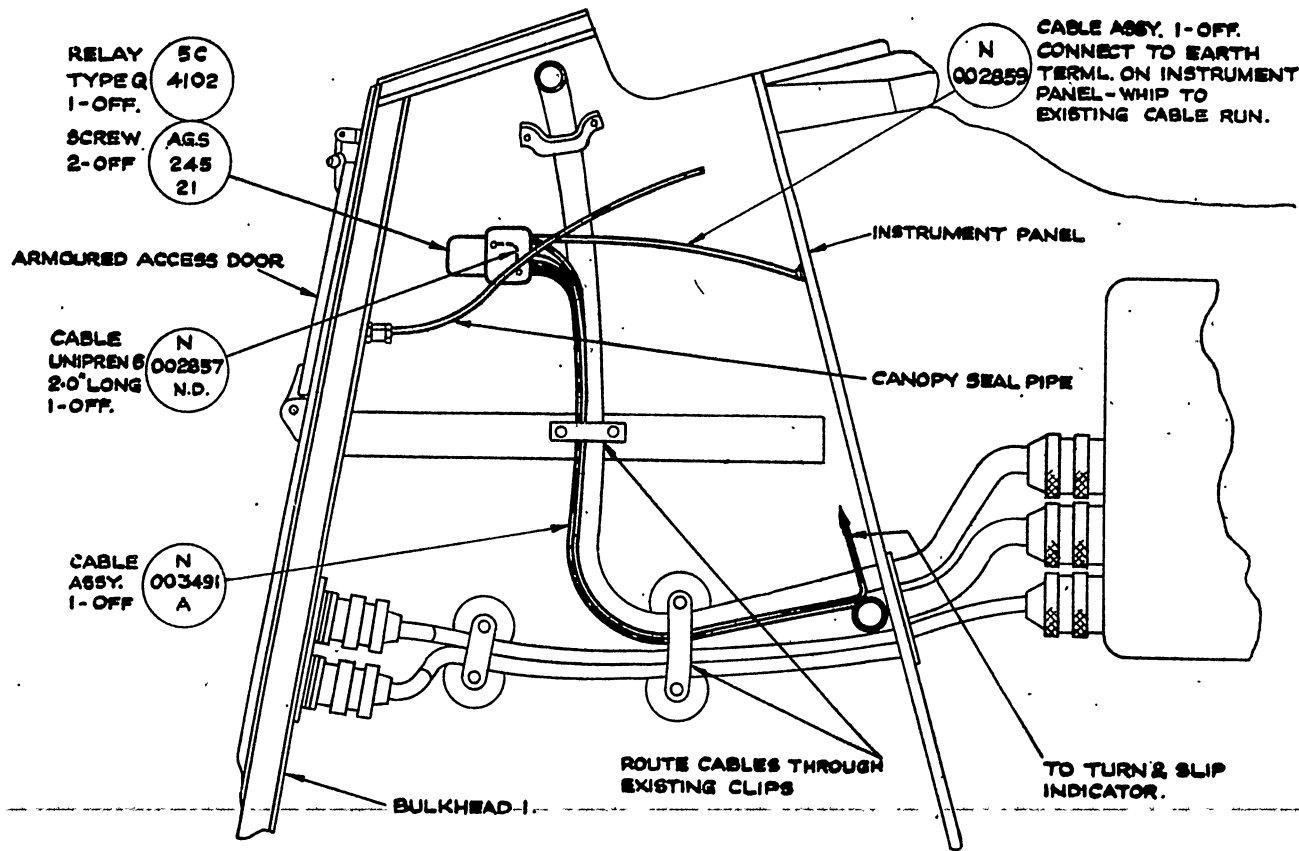 RELAY
TYPE Q
1-OFF.
5C
4102
SCREW
2-OFF
AGS
245
21
N
002859
CABLE ASSY. 1-OFF.
CONNECT TO EARTH
TERML. ON INSTRUMENT
PANEL-WHIP TO
EXISTING CABLE RUN.
ARMOURED ACCESS DOOR
INSTRUMENT PANEL
CABLE
UNIPREN 6
2.0" LONG
1-OFF.
N
002857
N.D.
CANOPY SEAL PIPE
CABLE
ASSY.
1-OFF
N
003491
A
ROUTE CABLES THROUGH
EXISTING CLIPS
TO TURN & SLIP
INDICATOR.
BULKHEAD 1.